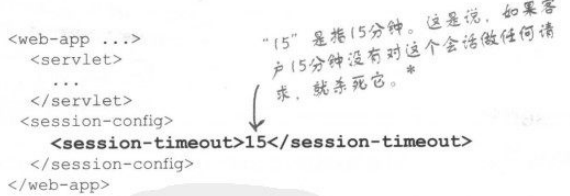 <web-app ...>
<servlet>
...
</servlet>
<session-config>
<session-timeout>15</session-timeout>
</session-config>
</web-app>
“15”是指15分钟。这是说，如果客
户15分钟没有对这个会话做任何请
求，就杀死它。*